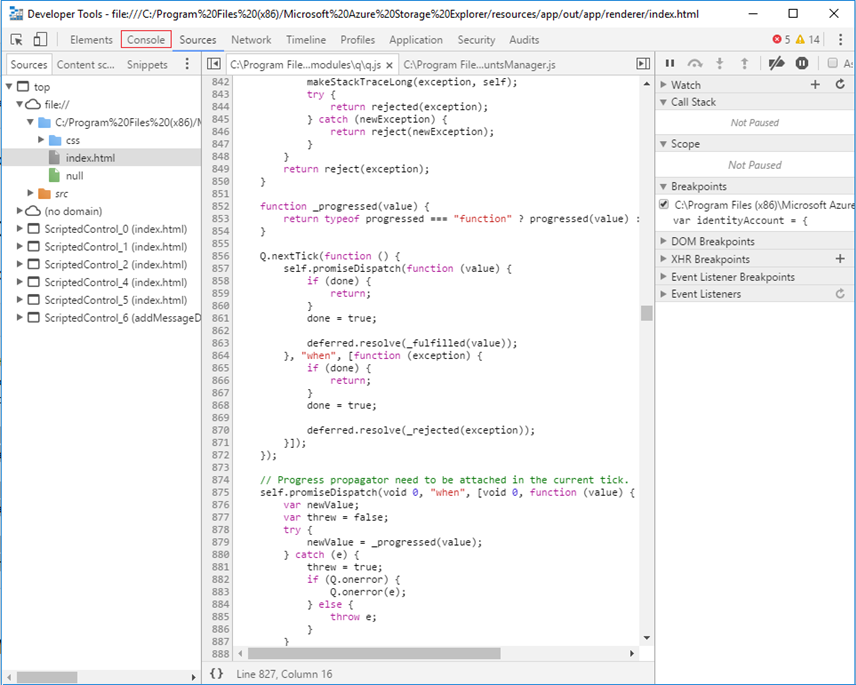 Developer Tools - file:///C:/Program%20Files%20(x86)/Microsoft%20Azure%20Storage%20Explorer/resources/app/out/app/renderer/index.html
Elements Console Sources Network Timeline Profiles Application Security Audits 5 14
Sources Content sc... Snippets
top
file://
C:/Program%20Files%20(x86)/M
css
index.html
null
src
(no domain)
ScriptedControl_0 (index.html)
ScriptedControl_1 (index.html)
ScriptedControl_2 (index.html)
ScriptedControl_4 (index.html)
ScriptedControl_5 (index.html)
ScriptedControl_6 (addMessageD
C:\Program File...modules\q\q.js × C:\Program File...untsManager.js
842 makeStackTraceLong(exception, self);
843 try {
844 return rejected(exception);
845 } catch (newException) {
846 return reject(newException);
847 }
848 }
849 return reject(exception);
850 }
851
852 function _progressed(value) {
853 return typeof progressed === "function" ? progressed(value) :
854 }
855
856 Q.nextTick(function () {
857 self.promiseDispatch(function (value) {
858 if (done) {
859 return;
860 }
861 done = true;
862
863 deferred.resolve(_fulfilled(value));
864 }, "when", [function (exception) {
865 if (done) {
866 return;
867 }
868 done = true;
869
870 deferred.resolve(_rejected(exception));
871 }]);
872 });
873
874 // Progress propagator need to be attached in the current tick.
875 self.promiseDispatch(void 0, "when", [void 0, function (value) {
876 var newValue;
877 var threw = false;
878 try {
879 newValue = _progressed(value);
880 } catch (e) {
881 threw = true;
882 if (Q.onerror) {
883 Q.onerror(e);
884 } else {
885 throw e;
886 }
887 }
888
{} Line 827, Column 16
As
Watch
Call Stack
Not Paused
Scope
Not Paused
Breakpoints
C:\Program Files (x86)\Microsoft Azure
var identityAccount = {
DOM Breakpoints
XHR Breakpoints
Event Listener Breakpoints
Event Listeners